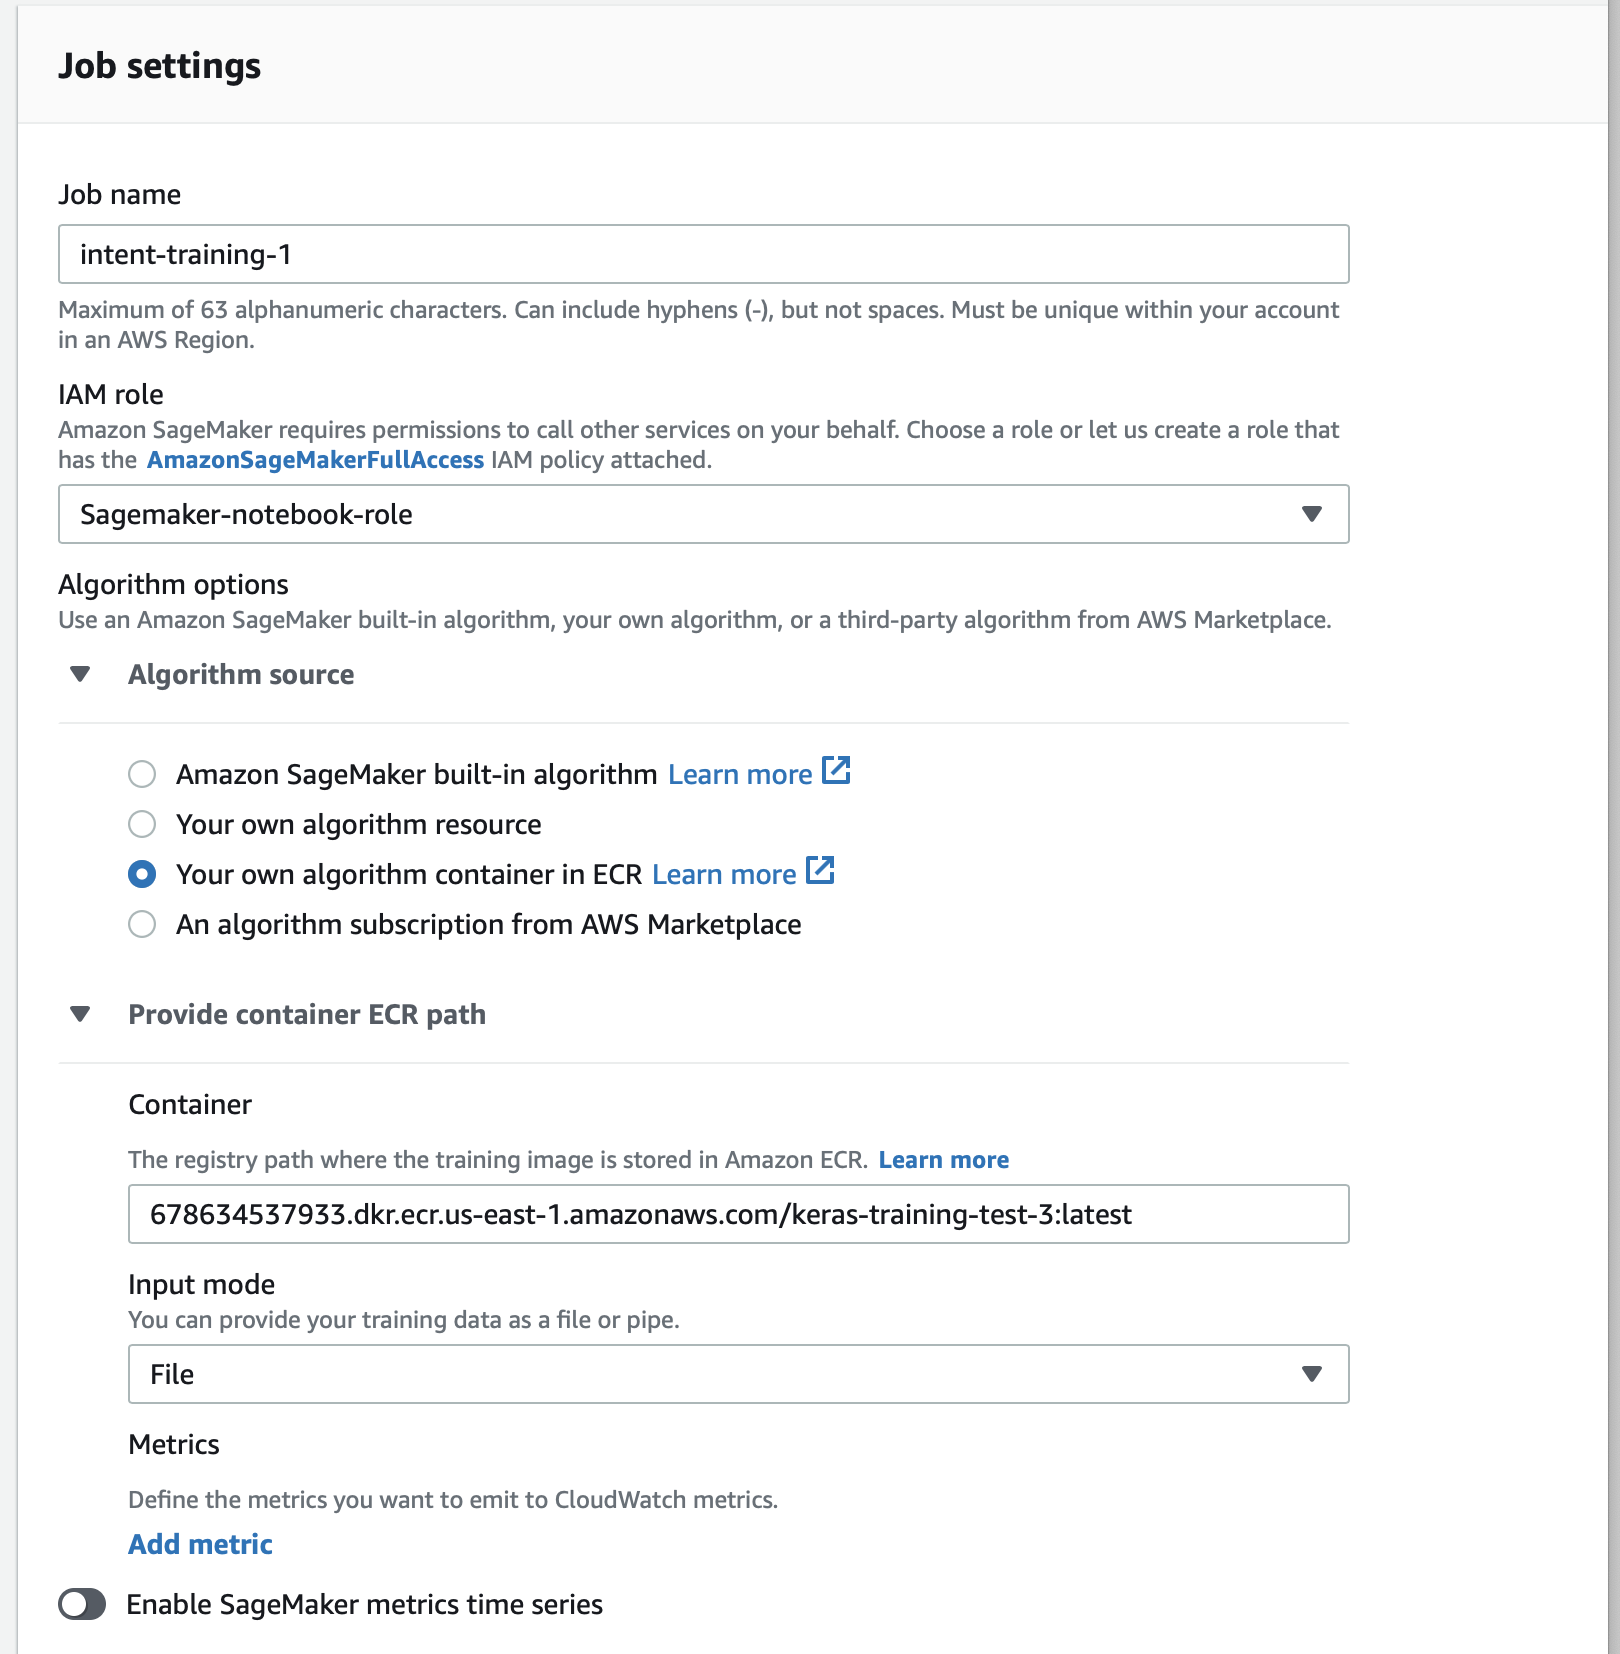 Job settings
Job name
intent-training-1
Maximum of 63 alphanumeric characters. Can include hyphens (-), but not spaces. Must be unique within your account
in an AWS Region.
IAM role
Amazon SageMaker requires permissions to call other services on your behalf. Choose a role or let us create a role that
has the AmazonSageMakerFullAccess IAM policy attached.
Sagemaker-notebook-role
Algorithm options
Use an Amazon SageMaker built-in algorithm, your own algorithm, or a third-party algorithm from AWS Marketplace.
Algorithm source
Amazon SageMaker built-in algorithm Learn more
Your own algorithm resource
Your own algorithm container in ECR Learn more
An algorithm subscription from AWS Marketplace
Provide container ECR path
Container
The registry path where the training image is stored in Amazon ECR. Learn more
678634537933.dkr.ecr.us-east-1.amazonaws.com/keras-training-test-3:latest
Input mode
You can provide your training data as a file or pipe.
File
Metrics
Define the metrics you want to emit to CloudWatch metrics.
Add metric
Enable SageMaker metrics time series